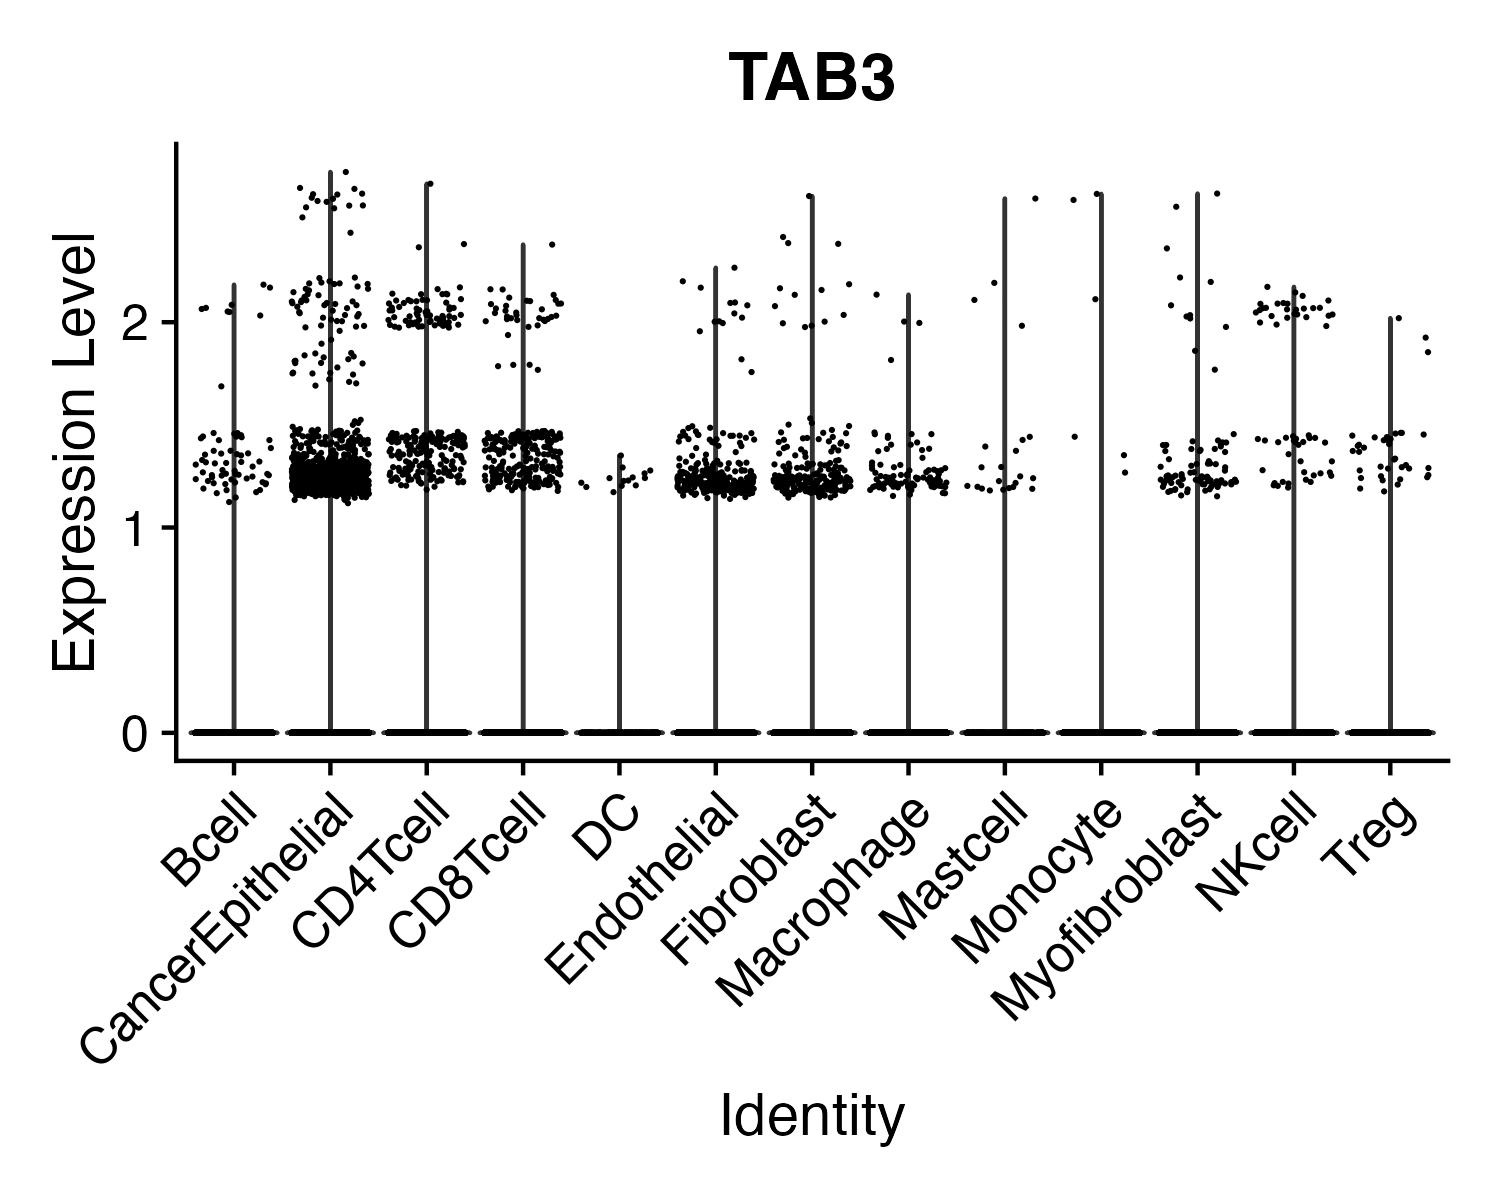 TAB3
Expression Level
2
1
0
Bcell
CancerEpithelial
CD4Tcell
CD8Tcell
DC
Endothelial
Fibroblast
Macrophage
Mastcell
Monocyte
Myofibroblast
NKcell
Treg
Identity